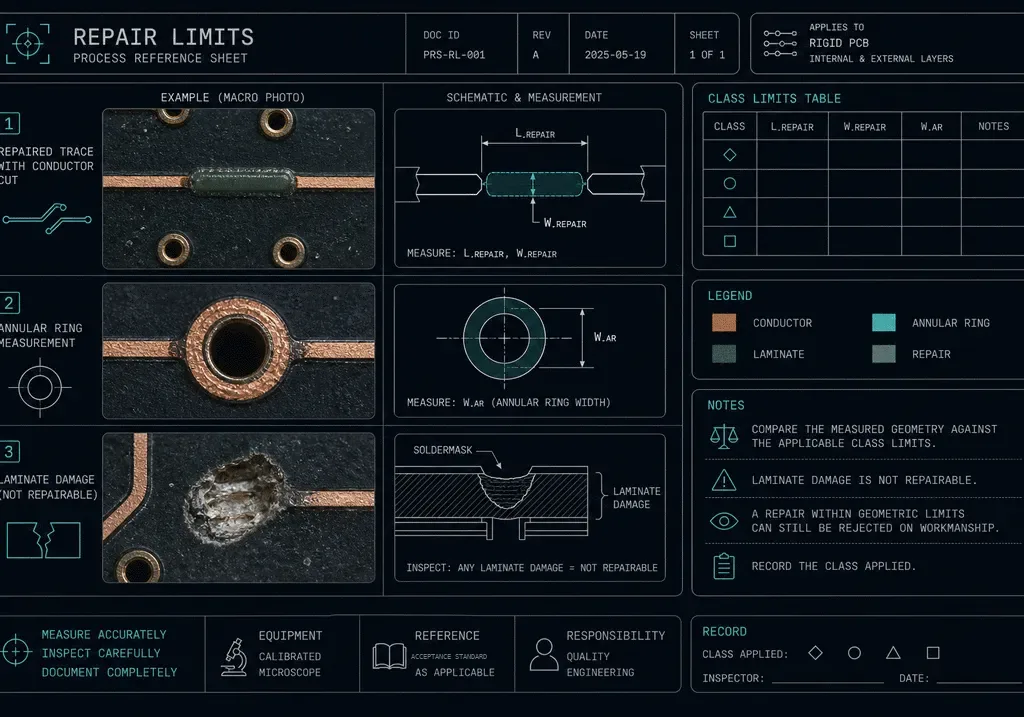 REPAIR LIMITS
PROCESS REFERENCE SHEET
DOC ID
PRS-RL-001
REV
A
DATE
2025-05-19
SHEET
1 OF 1
APPLIES TO
RIGID PCB
INTERNAL & EXTERNAL LAYERS
EXAMPLE (MACRO PHOTO)
SCHEMATIC & MEASUREMENT
1
REPAIRED TRACE
WITH CONDUCTOR
CUT
L.REPAIR
W.REPAIR
MEASURE: L.REPAIR, W.REPAIR
2
ANNULAR RING
MEASUREMENT
W.AR
MEASURE: W.AR (ANNULAR RING WIDTH)
3
LAMINATE DAMAGE
(NOT REPAIRABLE)
SOLDERMASK
LAMINATE
DAMAGE
INSPECT: ANY LAMINATE DAMAGE = NOT REPAIRABLE
CLASS LIMITS TABLE
CLASS L.REPAIR W.REPAIR W.AR NOTES
LEGEND
CONDUCTOR
ANNULAR RING
LAMINATE
REPAIR
NOTES
COMPARE THE MEASURED GEOMETRY AGAINST
THE APPLICABLE CLASS LIMITS.
LAMINATE DAMAGE IS NOT REPAIRABLE.
A REPAIR WITHIN GEOMETRIC LIMITS
CAN STILL BE REJECTED ON WORKMANSHIP.
RECORD THE CLASS APPLIED.
MEASURE ACCURATELY
INSPECT CAREFULLY
DOCUMENT COMPLETELY
EQUIPMENT
CALIBRATED
MICROSCOPE
REFERENCE
ACCEPTANCE STANDARD
AS APPLICABLE
RESPONSIBILITY
QUALITY
ENGINEERING
RECORD
CLASS APPLIED:
INSPECTOR:
DATE: